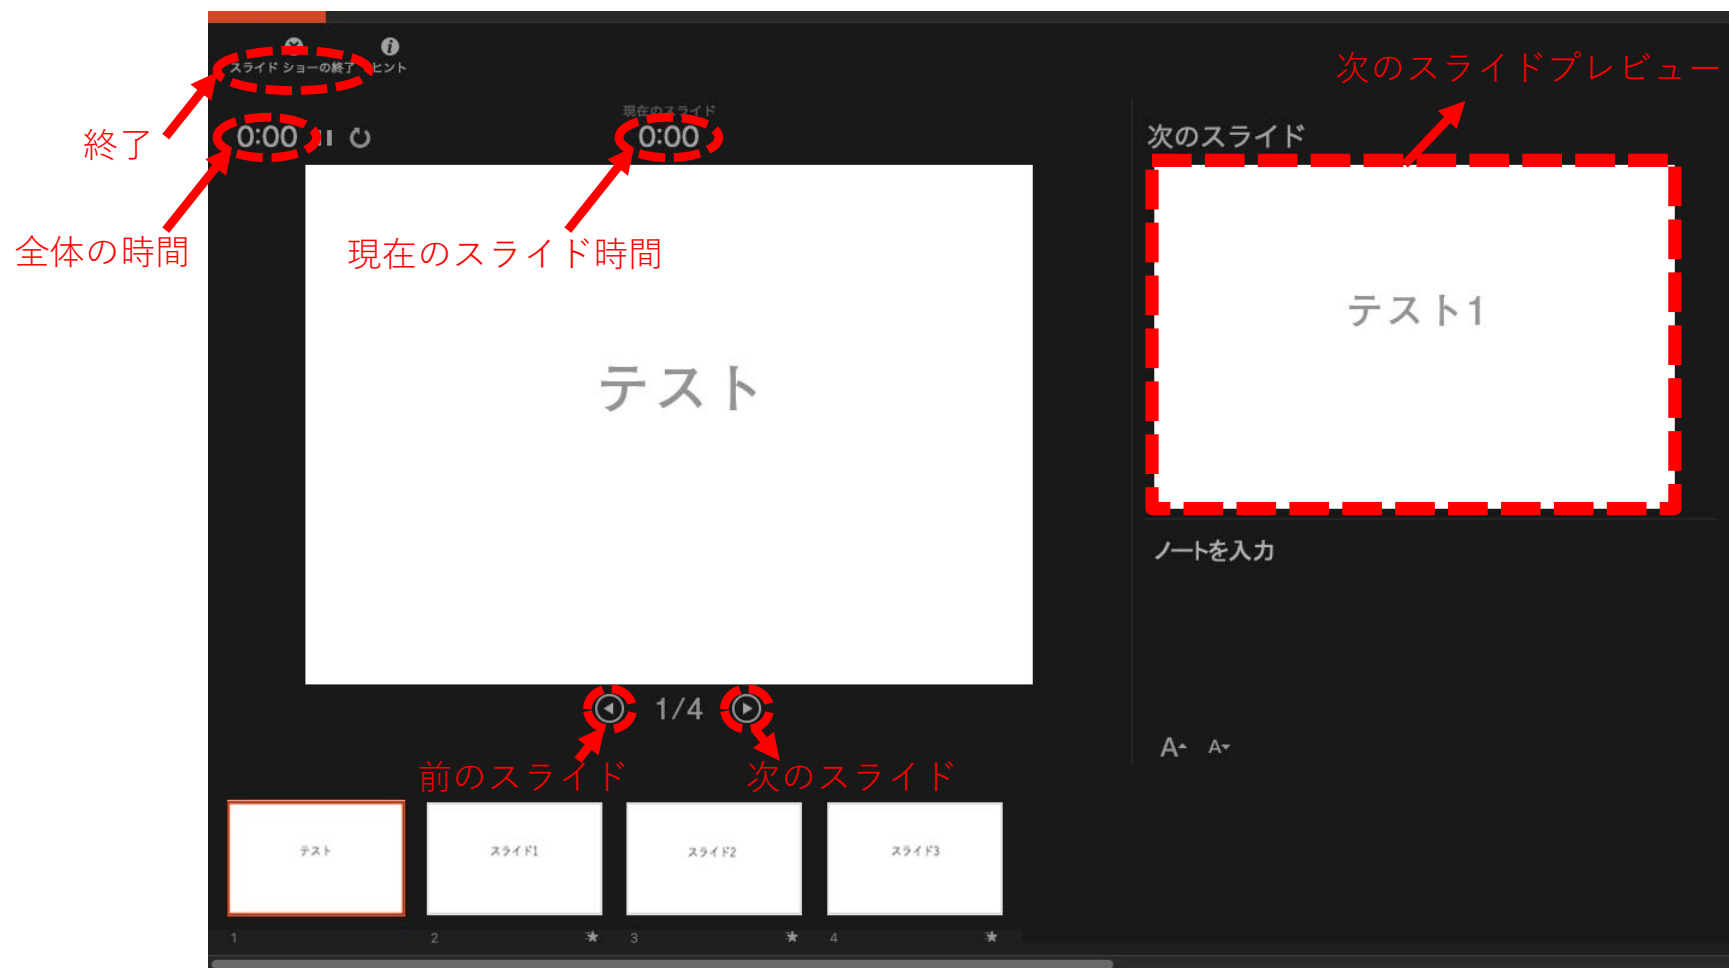 スライド ショーの終了 ヒント
次のスライドプレビュー
終了
0:00
現在のスライド
0:00
次のスライド
全体の時間
現在のスライド時間
テスト
テスト1
ノートを入力
1/4
A A
前のスライド
次のスライド
テスト
スライド1
スライド2
スライド3
1
2
3
4